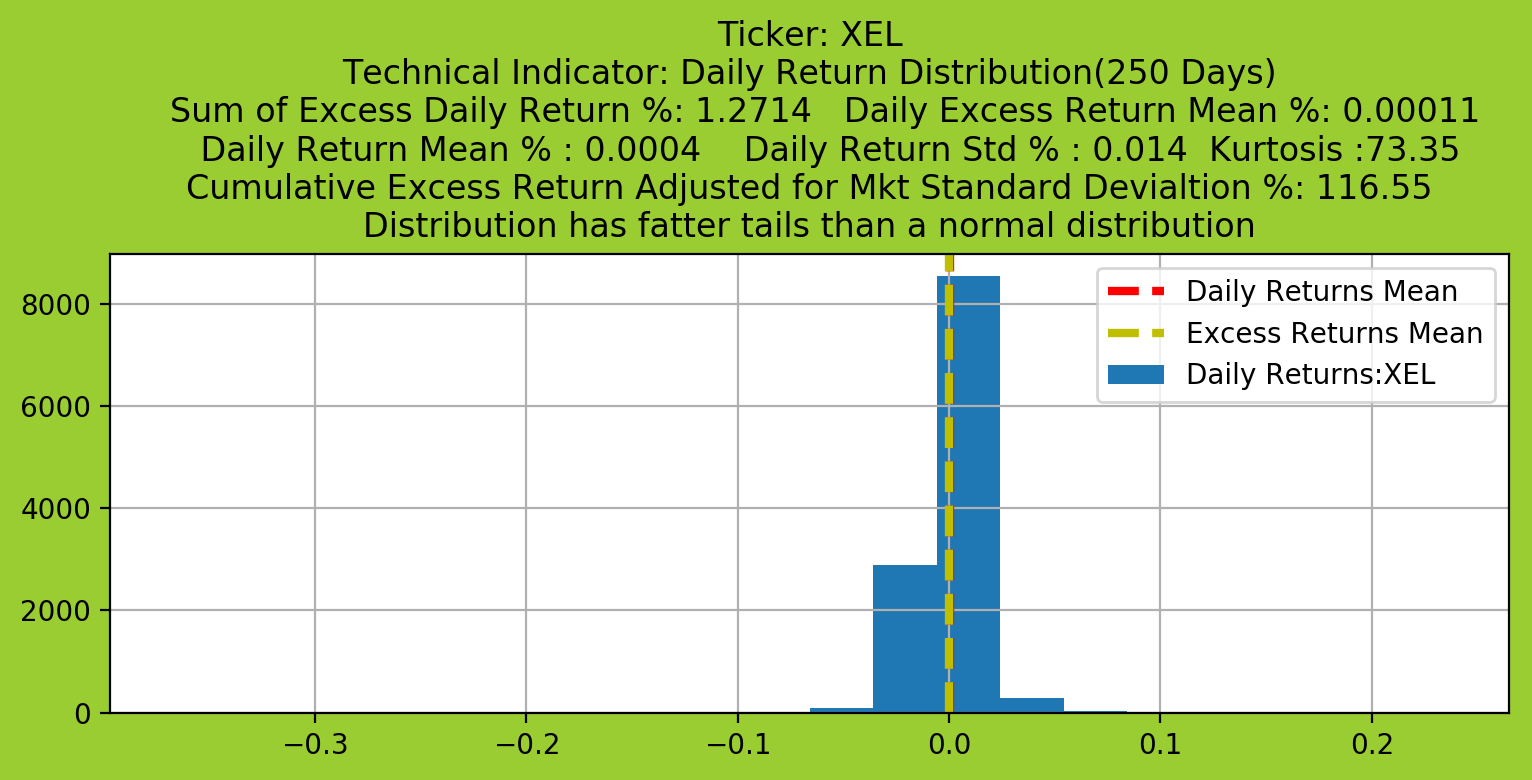 Ticker: XEL
Technical Indicator: Daily Return Distribution(250 Days)
Sum of Excess Daily Return %: 1.2714   Daily Excess Return Mean %: 0.00011
Daily Return Mean % : 0.0004    Daily Return Std % : 0.014  Kurtosis :73.35
Cumulative Excess Return Adjusted for Mkt Standard Devialtion %: 116.55
Distribution has fatter tails than a normal distribution
Daily Returns Mean
Excess Returns Mean
Daily Returns:XEL
8000
6000
4000
2000
0
−0.3 −0.2 −0.1 0.0 0.1 0.2